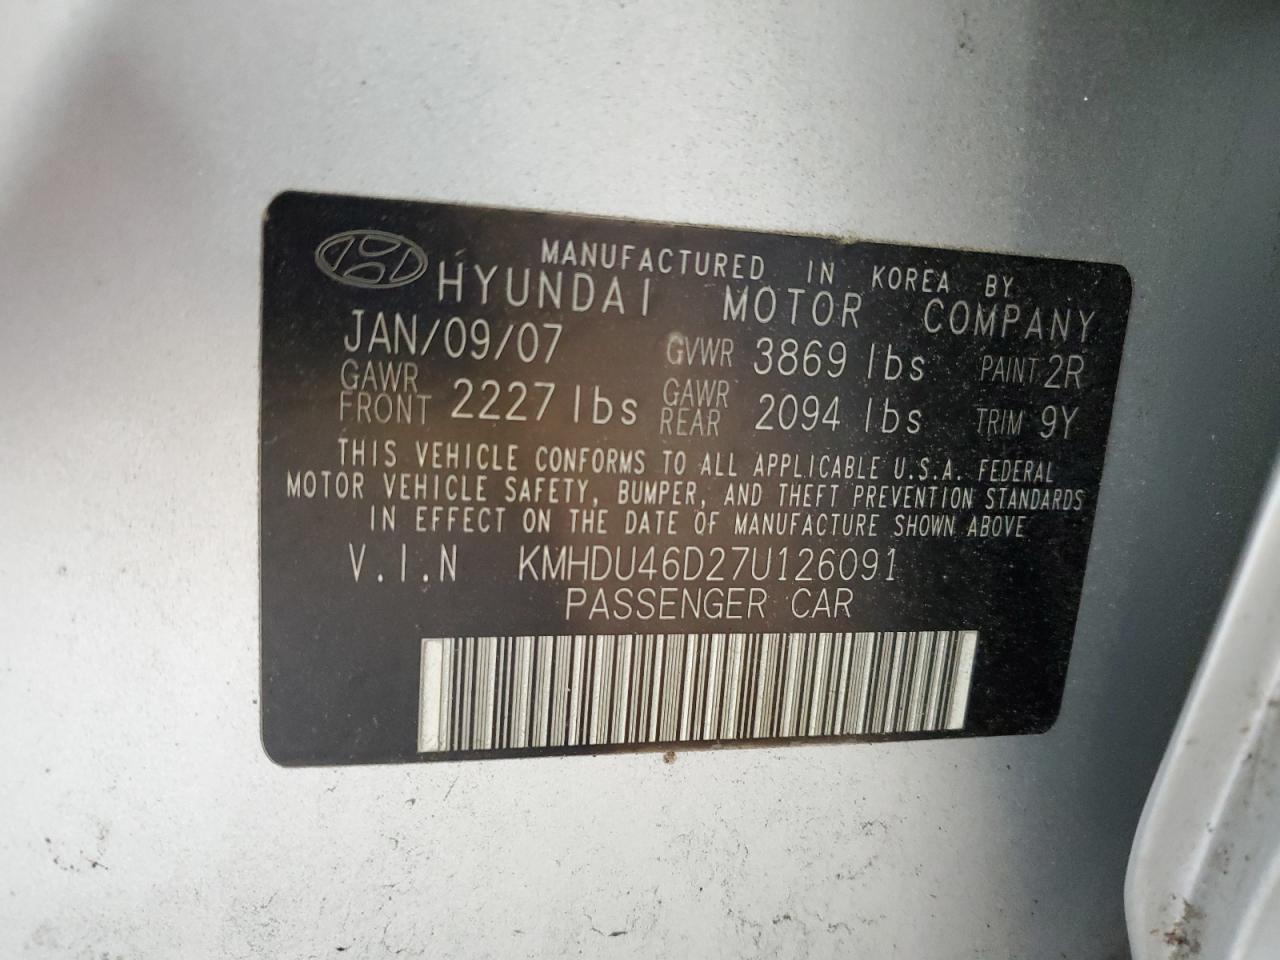 MANUFACTURED IN KOREA BY
HYUNDAI MOTOR COMPANY
JAN/09/07 GVWR 3869 lbs PAINT 2R
GAWR FRONT 2227 lbs GAWR REAR 2094 lbs TRIM 9Y
THIS VEHICLE CONFORMS TO ALL APPLICABLE U.S.A. FEDERAL
MOTOR VEHICLE SAFETY, BUMPER, AND THEFT PREVENTION STANDARDS
IN EFFECT ON THE DATE OF MANUFACTURE SHOWN ABOVE
V.I.N KMHDU46D27U126091
PASSENGER CAR